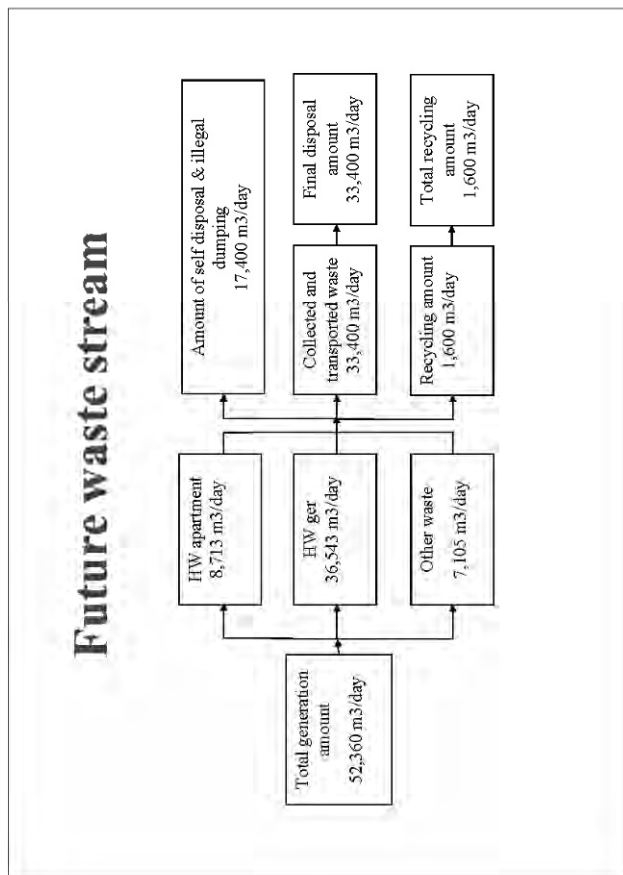 Future waste stream
Total generation
amount
52,360 m3/day
HW apartment
8,713 m3/day
HW ger
36,543 m3/day
Other waste
7,105 m3/day
Amount of self disposal & illegal
dumping
17,400 m3/day
Collected and
transported waste
33,400 m3/day
Recycling amount
1,600 m3/day
Final disposal
amount
33,400 m3/day
Total recycling
amount
1,600 m3/day